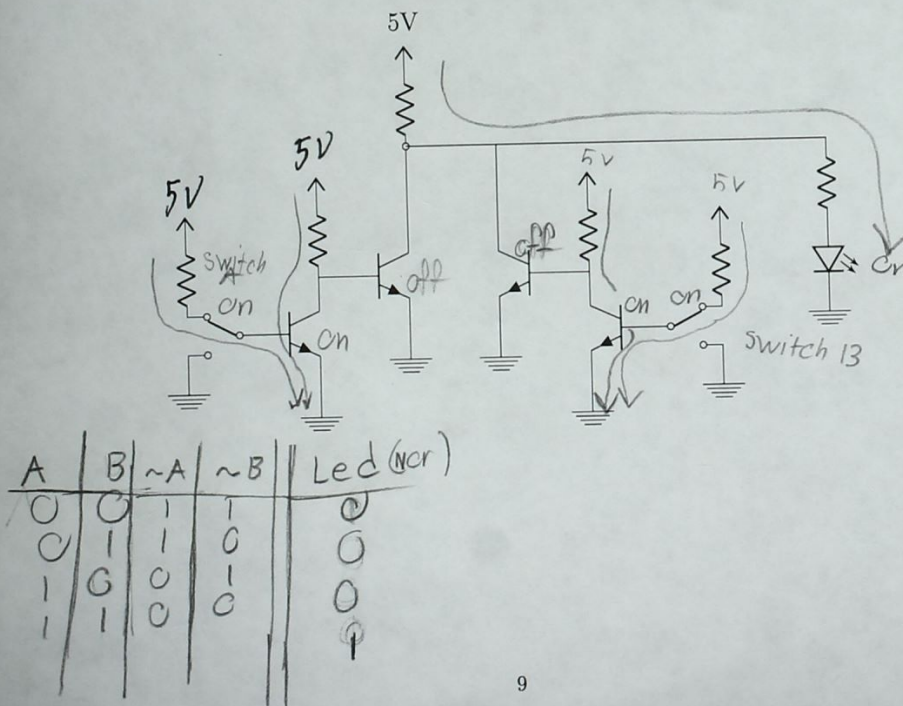 5V
5V
5V
5V
5V
Switch
A
on
on
off
off
on
on
Switch B
A B ~A ~B Led (Nor)
0 0 1 1 0
0 1 1 0 0
1 0 0 1 0
1 1 0 0 1
9